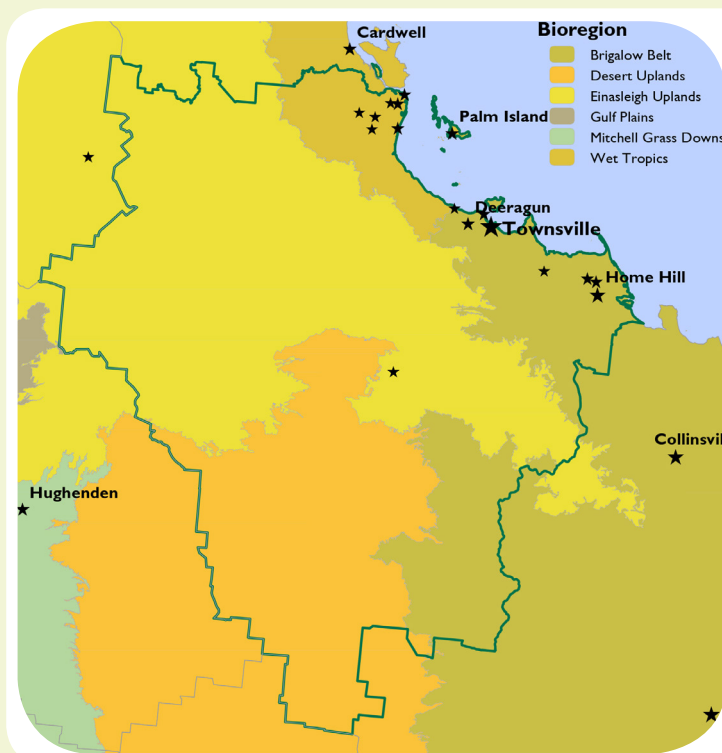 Bioregion
Brigalow Belt
Desert Uplands
Einasleigh Uplands
Gulf Plains
Mitchell Grass Downs
Wet Tropics
Cardwell
Palm Island
Deeragun
Townsville
Home Hill
Collinsvil
Hughenden